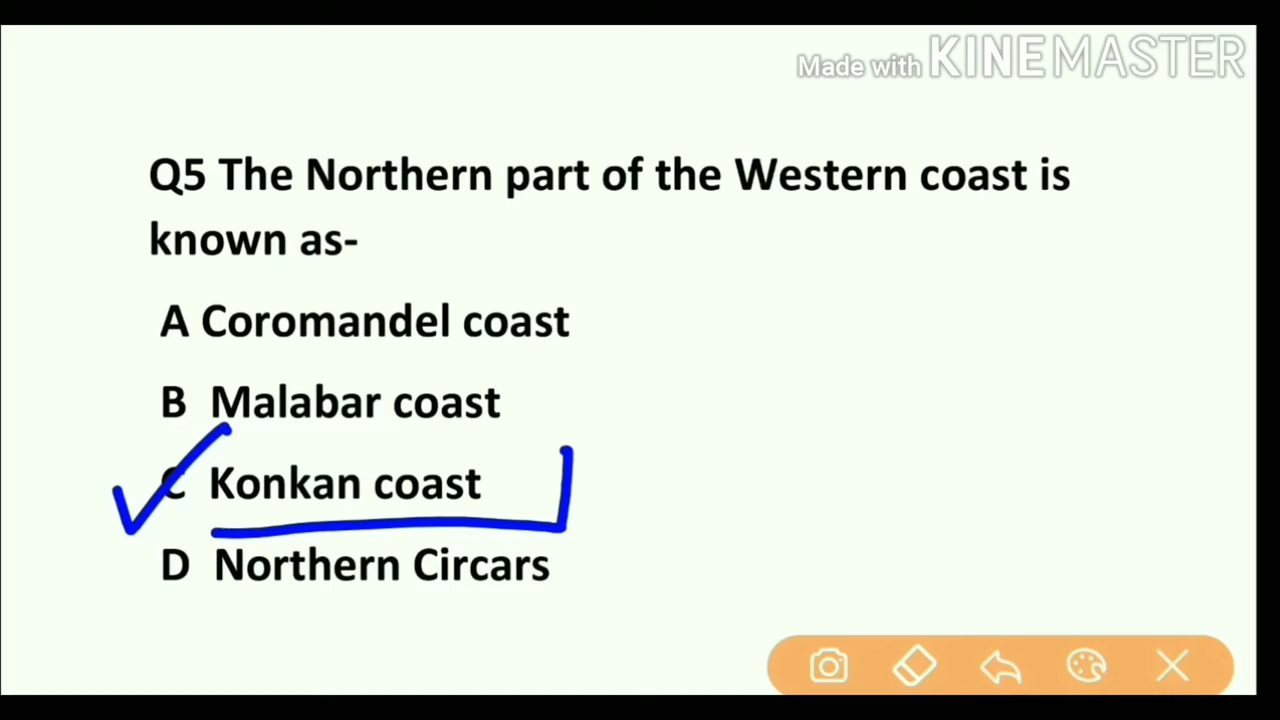 Made with KINEMASTER
Q5 The Northern part of the Western coast is
known as-
A Coromandel coast
B Malabar coast
C Konkan coast
D Northern Circars